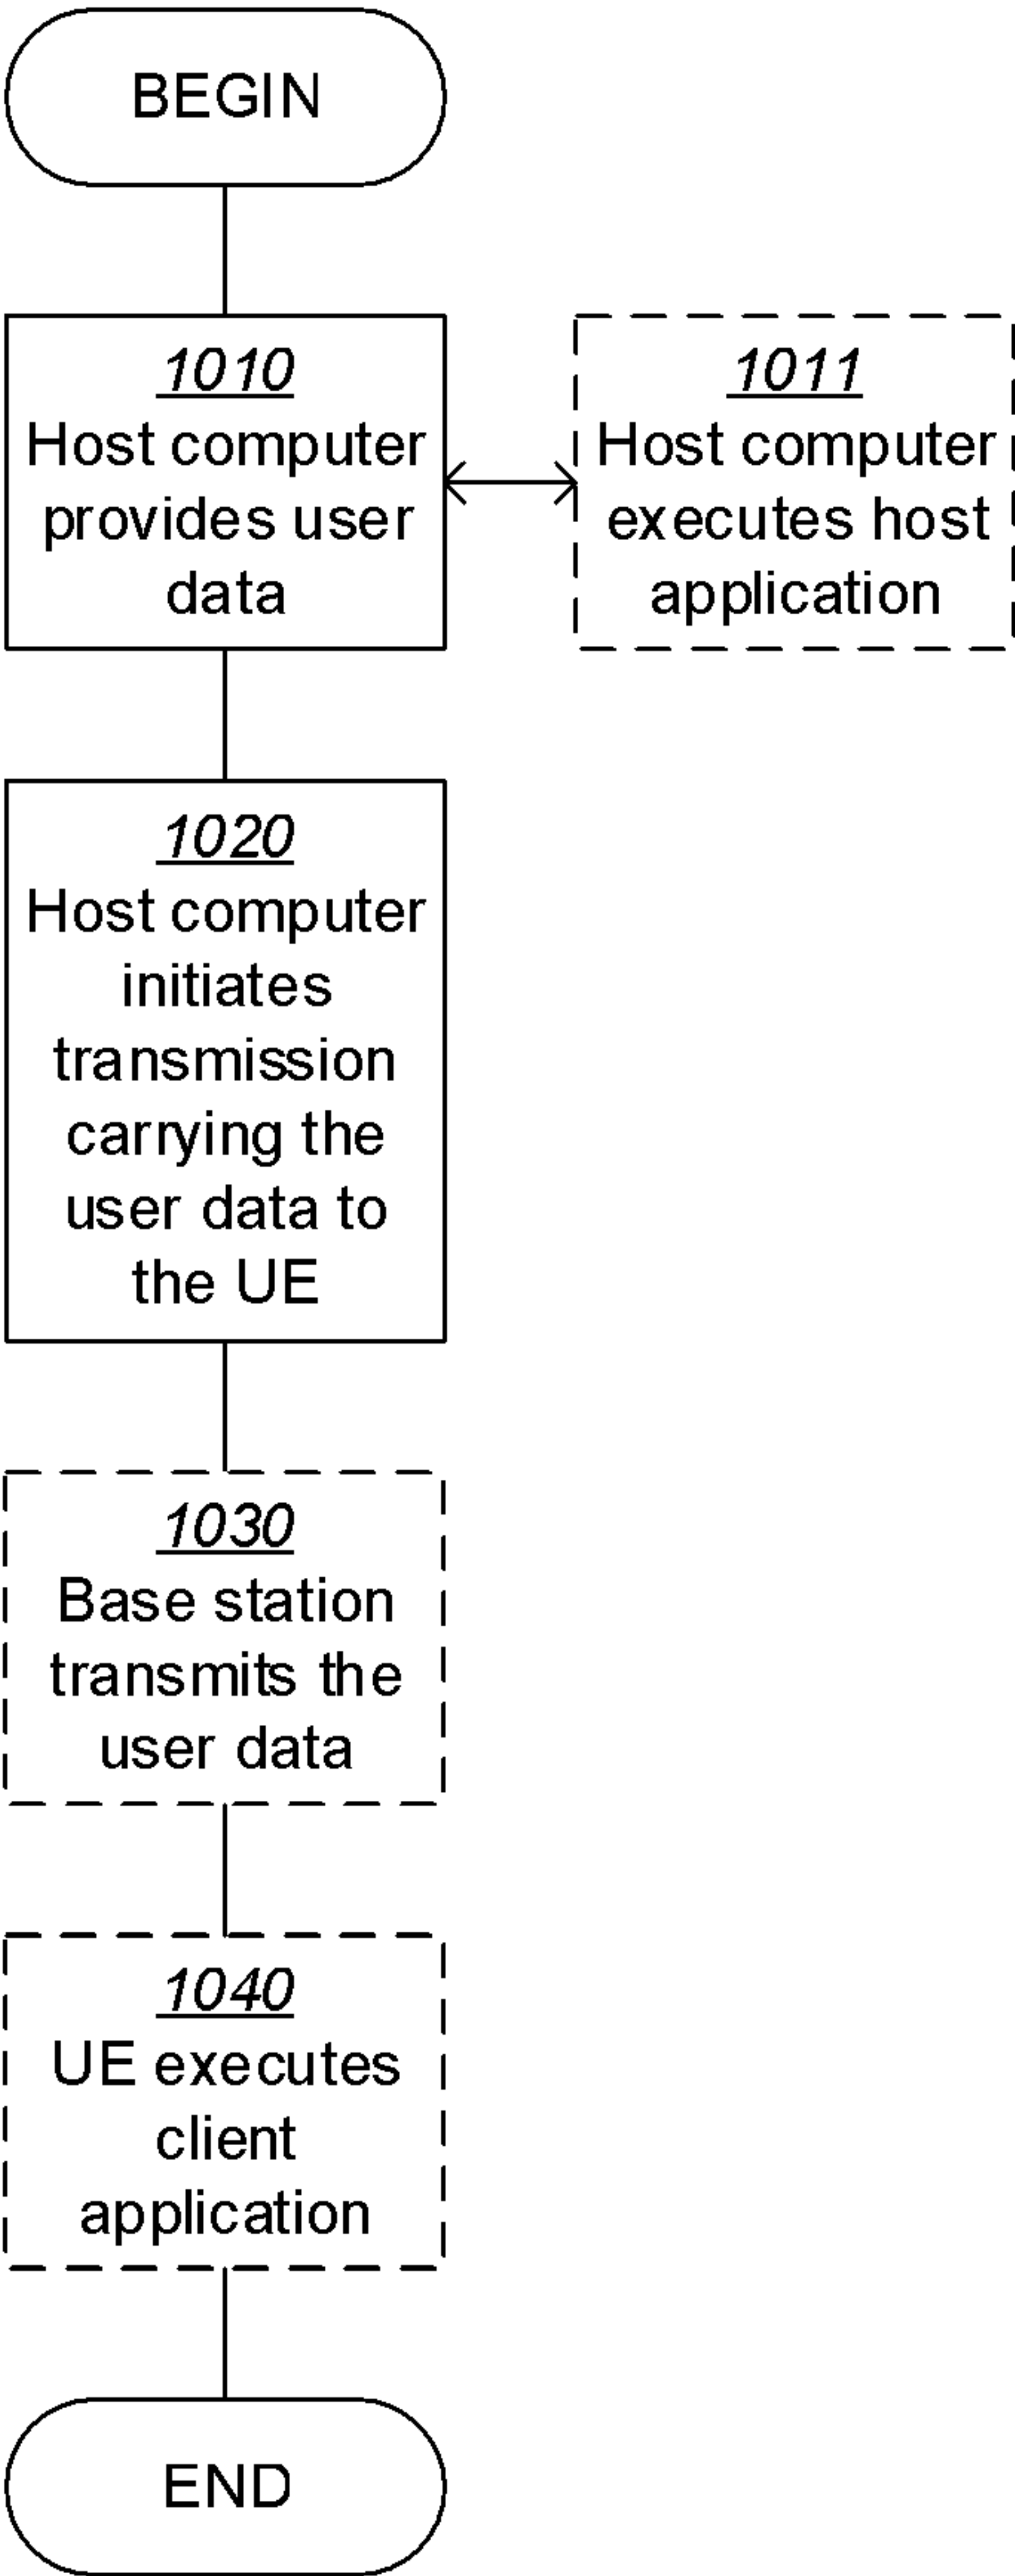 BEGIN
1010
Host computer
provides user
data
1011
Host computer
executes host
application
1020
Host computer
initiates
transmission
carrying the
user data to
the UE
1030
Base station
transmits the
user data
1040
UE executes
client
application
END